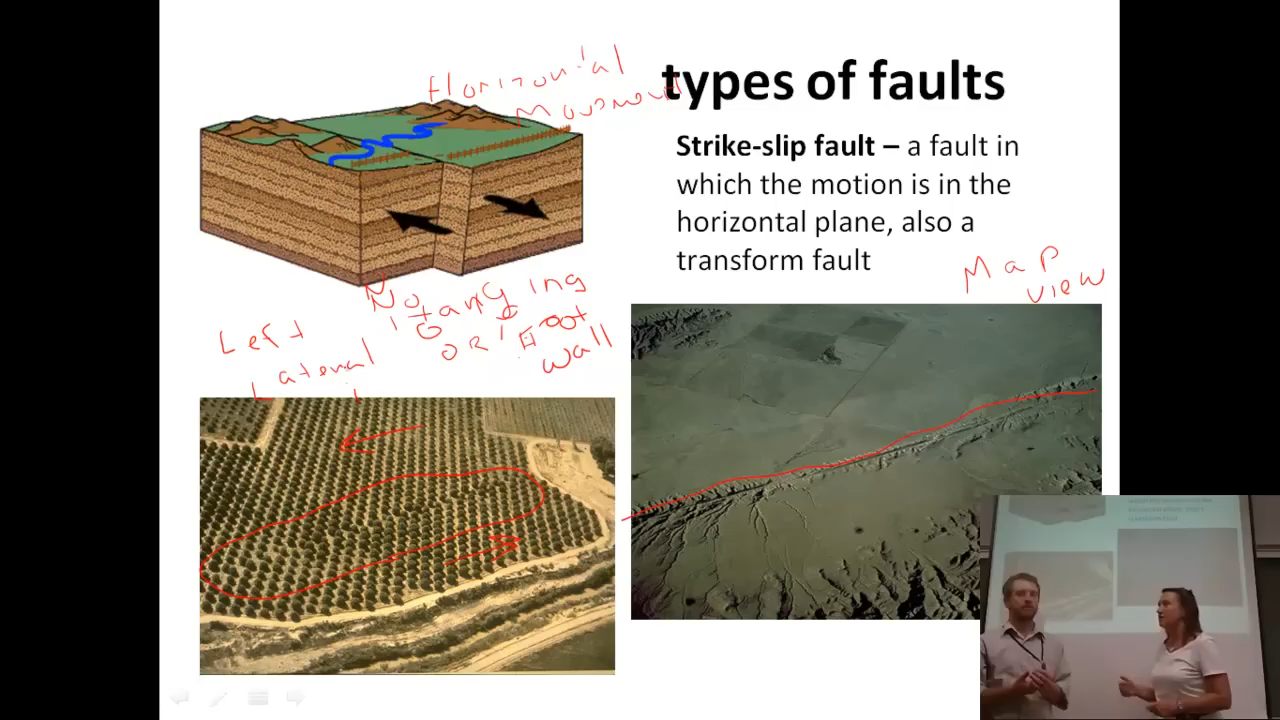 types of faults
Horizontal
Movement
Strike-slip fault – a fault in
which the motion is in the
horizontal plane, also a
transform fault
Map
view
No Hanging
or Foot
wall
Left
Lateral